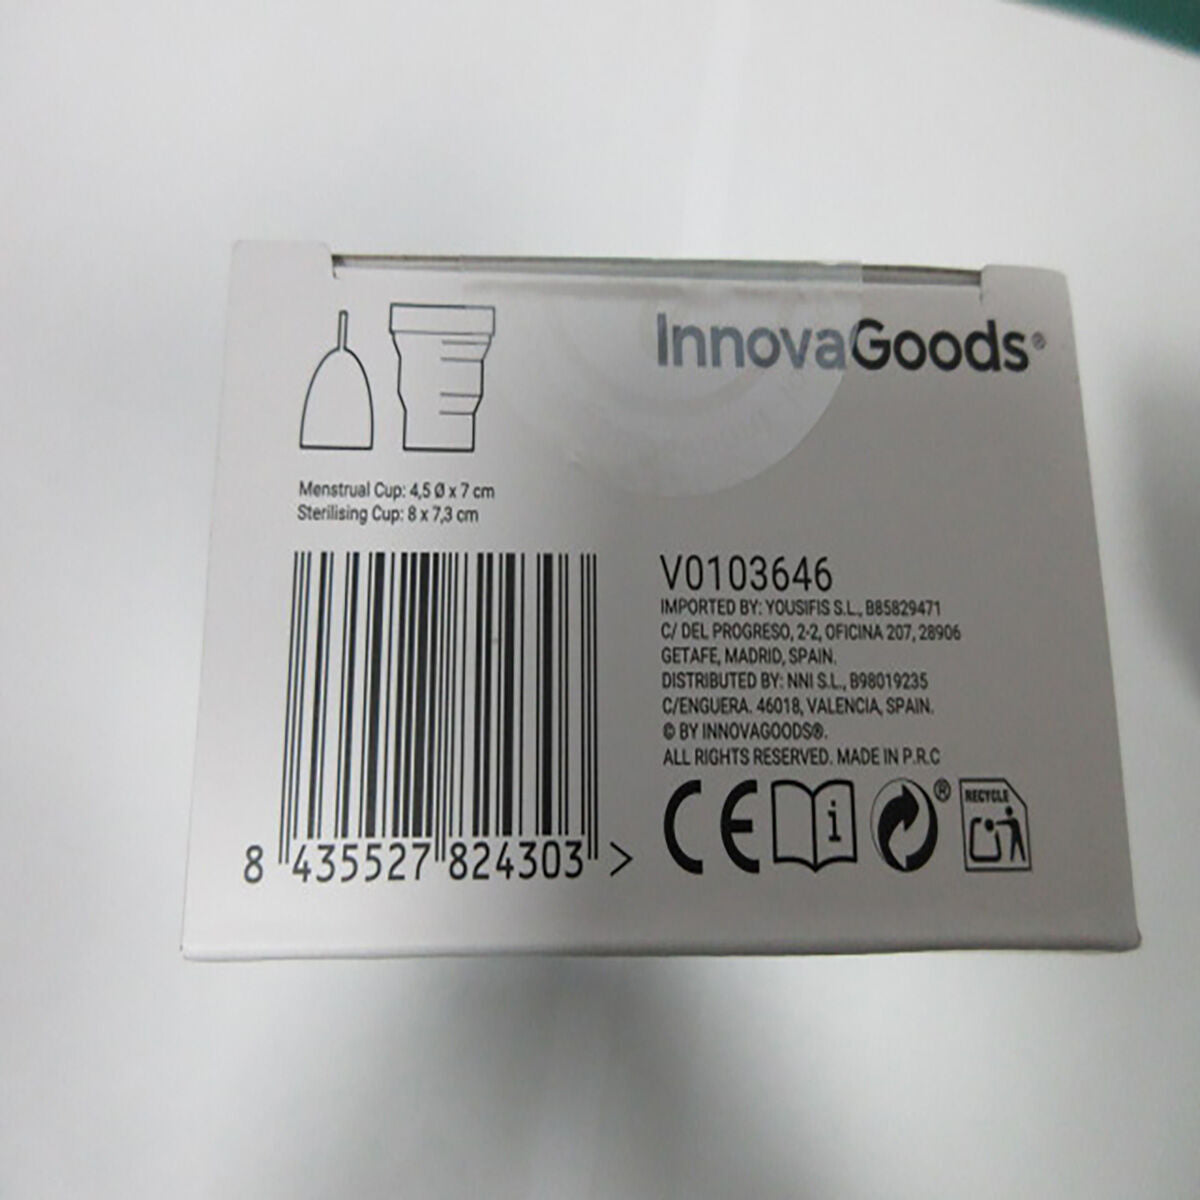 InnovaGoods®
Menstrual Cup: 4,5 Ø x 7 cm
Sterilising Cup: 8 x 7,3 cm
V0103646
IMPORTED BY: YOUSIFIS S.L., B85829471
C/ DEL PROGRESO, 2-2, OFICINA 207, 28906
GETAFE, MADRID, SPAIN.
DISTRIBUTED BY: NNI S.L., B98019235
C/ENGUERA. 46018, VALENCIA, SPAIN.
© BY INNOVAGOODS®.
ALL RIGHTS RESERVED. MADE IN P.R.C
CE i ® RECYCLE
8 435527 824303 >